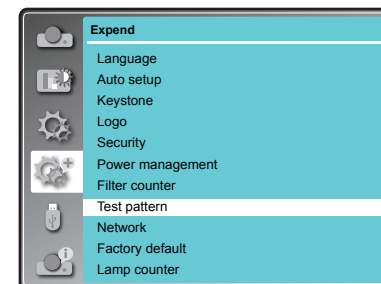 Expend
Language
Auto setup
Keystone
Logo
Security
Power management
Filter counter
Test pattern
Network
Factory default
Lamp counter